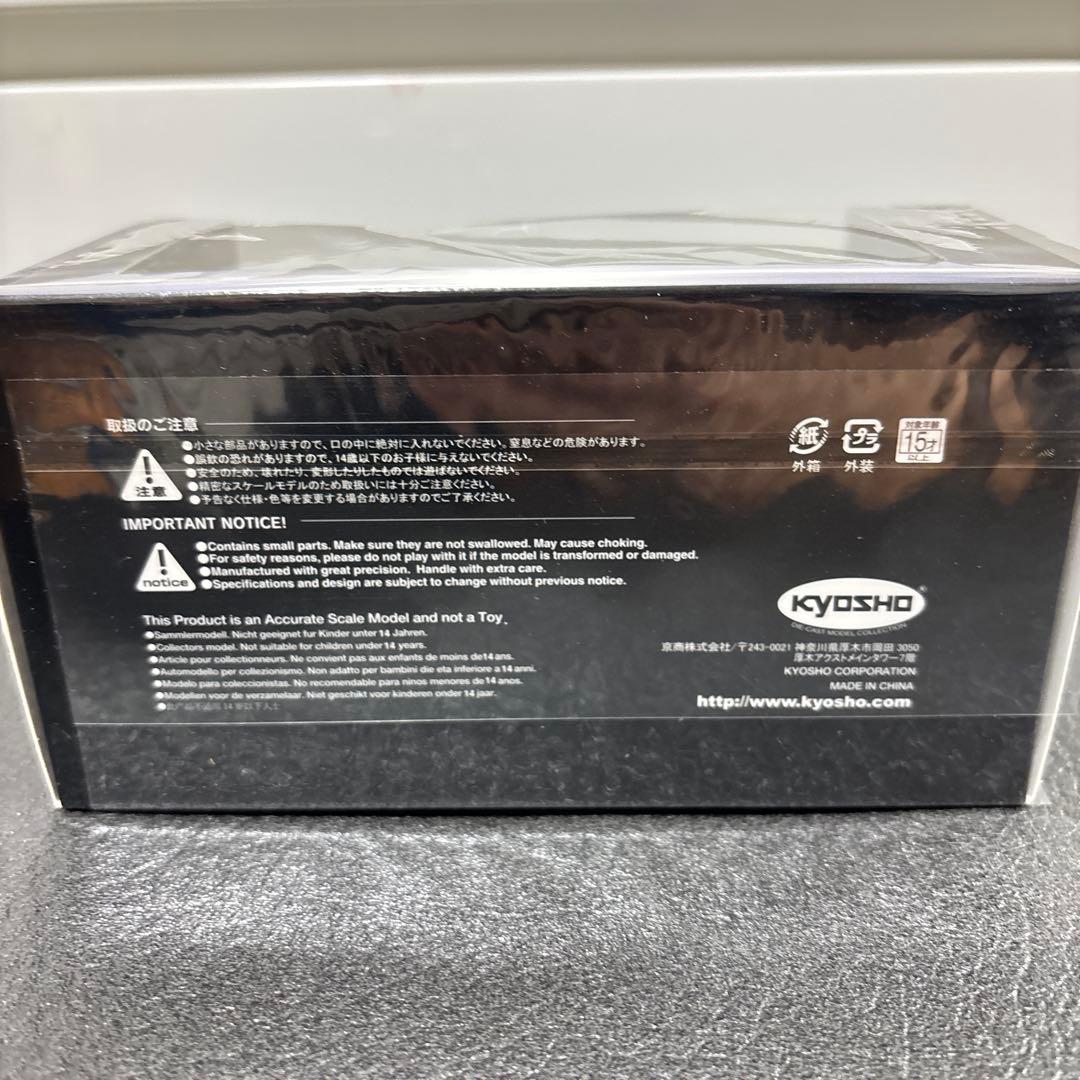 取扱のご注意
●小さな部品がありますので、口の中に絶対に入れないでください。窒息などの危険があります。
●誤飲の恐れがありますので、14歳以下のお子様に与えないでください。
●安全のため、壊れたり、変形したりしたものでは遊ばないでください。
●精密なスケールモデルのため取扱いには十分ご注意ください。
●予告なく仕様・色等を変更する場合がありますのでご了承ください。
注意
紙
外箱
プラ
外装
対象年齢
15才
以上
IMPORTANT NOTICE!
●Contains small parts. Make sure they are not swallowed. May cause choking.
●For safety reasons, please do not play with it if the model is transformed or damaged.
●Manufactured with great precision. Handle with extra care.
●Specifications and design are subject to change without previous notice.
notice
This Product is an Accurate Scale Model and not a Toy.
●Sammlermodell. Nicht geeignet fur Kinder unter 14 Jahren.
●Collectors model. Not suitable for children under 14 years.
●Article pour collectionneurs. Ne convient pas aux enfants de moins de14 ans.
●Automodello per collezionismo. Non adatto per bambini die eta inferiore a 14anni.
●Modelo para coleccionistas. No recomendable para ninos menores de14 anos.
●Modellen voor de verzamelaar. Niet geschikt voor kinderen onder 14 jaar.
●此产品不适用 14 岁以下人士
KYOSHO
DIE-CAST MODEL COLLECTION
京商株式会社/〒243-0021 神奈川県厚木市岡田 3050
厚木アクストメインタワー7階
KYOSHO CORPORATION
MADE IN CHINA
http://www.kyosho.com